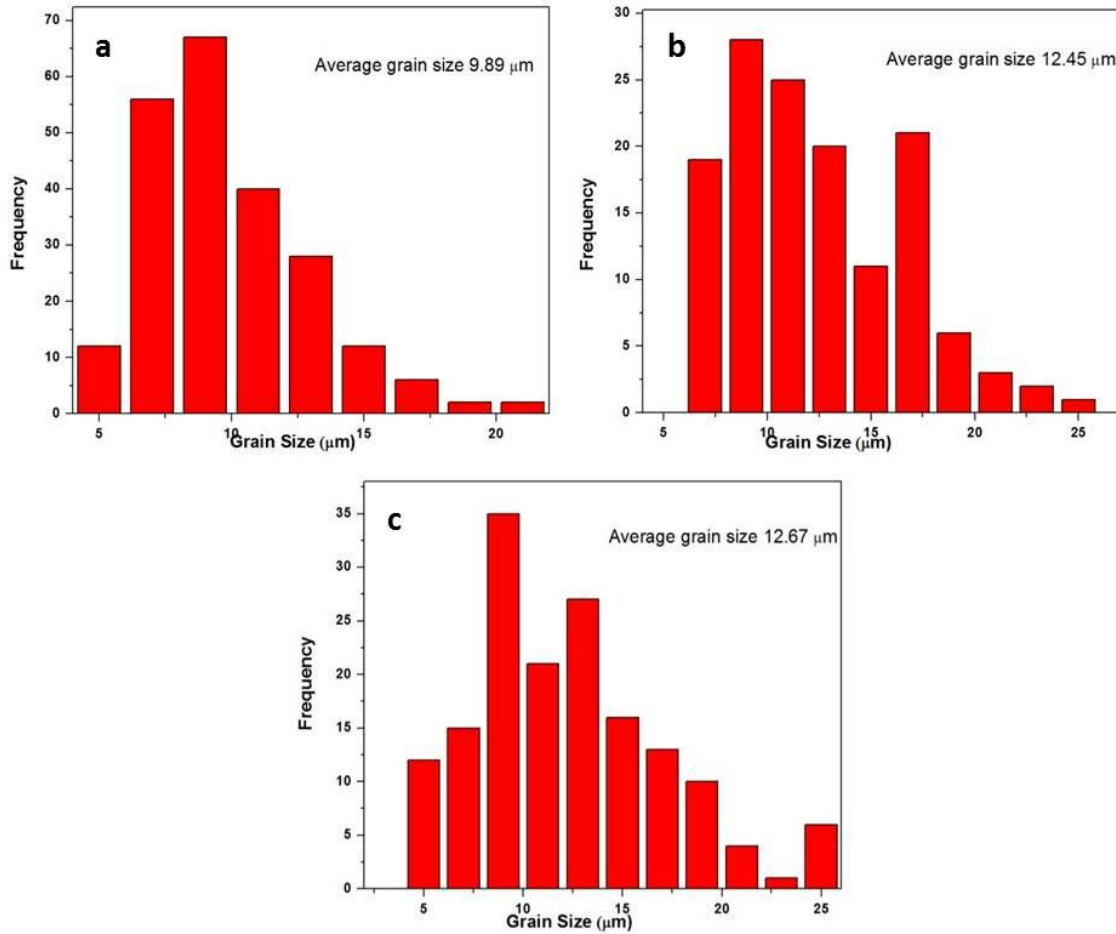 a
Average grain size 9.89 μm
70
60
50
40
30
20
10
0
Frequency
5 10 15 20
Grain Size (μm)
b
Average grain size 12.45 μm
30
25
20
15
10
5
0
Frequency
5 10 15 20 25
Grain Size (μm)
c
Average grain size 12.67 μm
35
30
25
20
15
10
5
0
Frequency
5 10 15 20 25
Grain Size (μm)